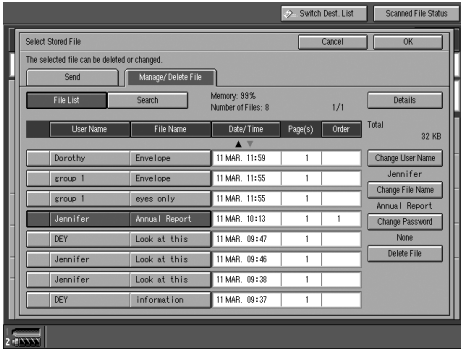 Switch Dest. List Scanned File Status
Select Stored File Cancel OK
The selected file can be deleted or changed.
Send Manage/Delete File
File List Search Memory: 99% Details
Number of Files: 8 1/1
User Name File Name Date/Time Page(s) Order Total
32 KB
Dorothy Envelope 11 MAR. 11:59 1 Change User Name
Jennifer
group 1 Envelope 11 MAR. 11:55 1
Change File Name
group 1 eyes only 11 MAR. 11:55 1
Annual Report
Jennifer Annual Report 11 MAR. 10:13 1 1 Change Password
DEY Look at this 11 MAR. 09:47 1 None
Jennifer Look at this 11 MAR. 09:46 1 Delete File
Jennifer Look at this 11 MAR. 09:38 1
DEY information 11 MAR. 09:37 1